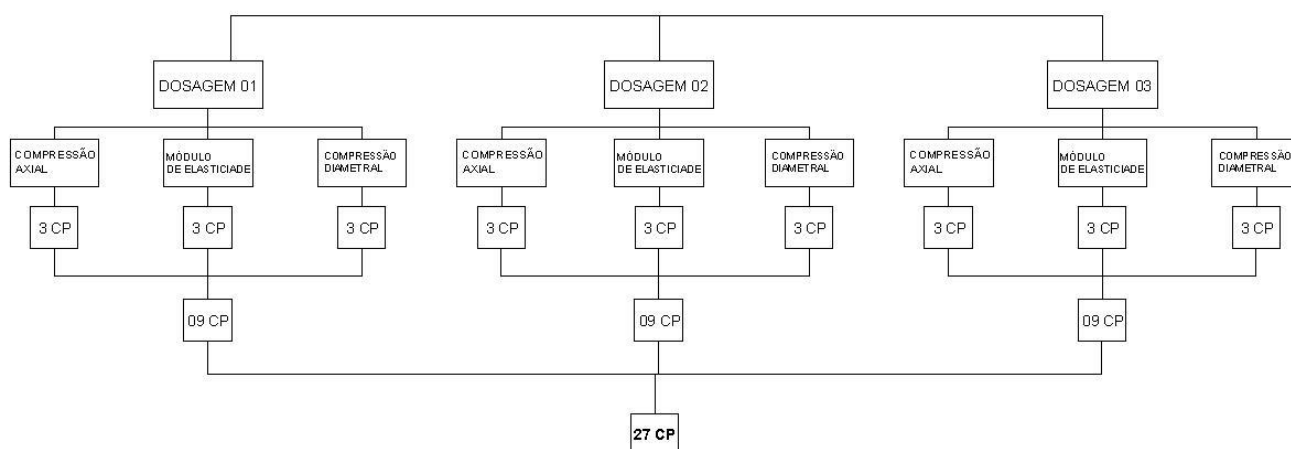 DOSAGEM 01
DOSAGEM 02
DOSAGEM 03
COMPRESSÃO
AXIAL
MÓDULO
DE ELASTICIADE
COMPRESSÃO
DIAMETRAL
COMPRESSÃO
AXIAL
MÓDULO
DE ELASTICIADE
COMPRESSÃO
DIAMETRAL
COMPRESSÃO
AXIAL
MÓDULO
DE ELASTICIADE
COMPRESSÃO
DIAMETRAL
3 CP
3 CP
3 CP
3 CP
3 CP
3 CP
3 CP
3 CP
3 CP
09 CP
09 CP
09 CP
27 CP